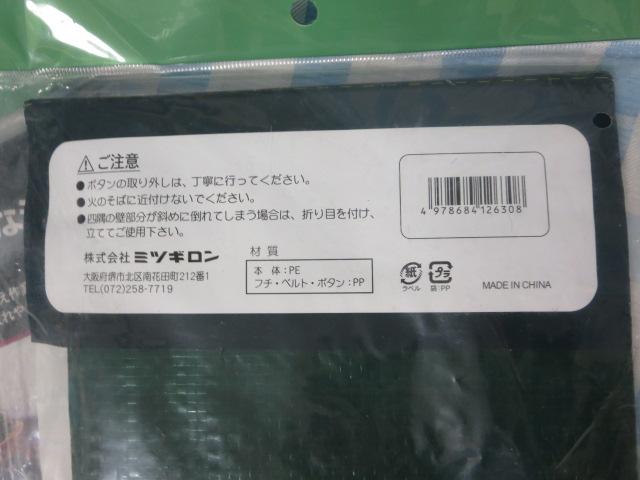 ご注意
●ボタンの取り外しは、丁寧に行ってください。
●火のそばに近付けないでください。
●四隅の壁部分が斜めに倒れてしまう場合は、折り目を付け、
立ててご使用下さい。
株式会社 ミツギロン
大阪府堺市北区南花田町212番1
TEL(072)258-7719
材質
本体:PE
フチ・ベルト・ボタン:PP
紙
ラベル
プラ
袋:PP
4 978684 126308
MADE IN CHINA